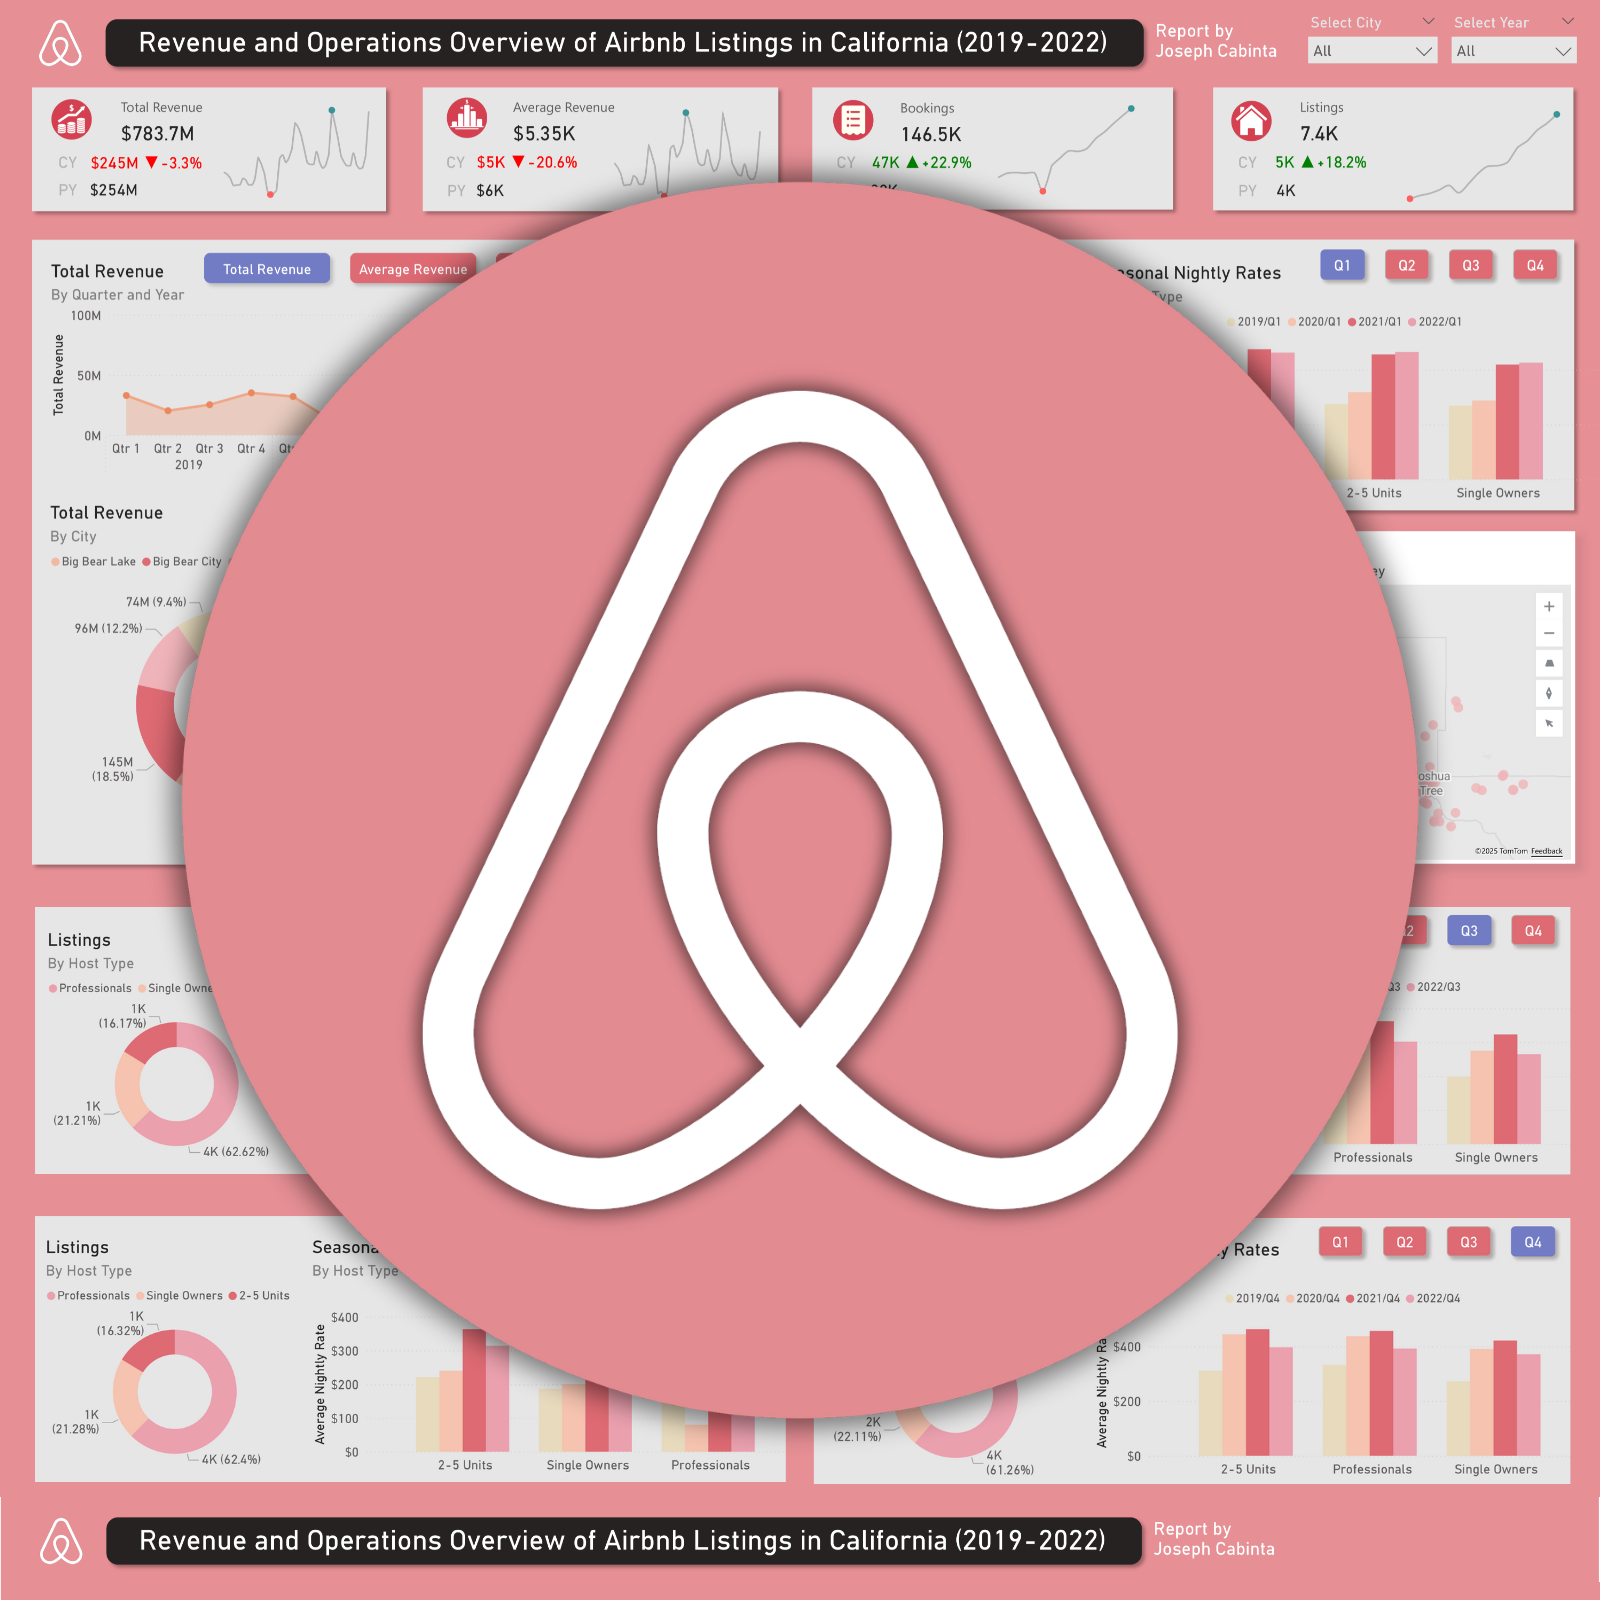 Revenue and Operations Overview of Airbnb Listings in California (2019-2022)
Report by
Joseph Cabinta
Select City
All
Select Year
All
Total Revenue
$783.7M
CY $245M ▼ -3.3%
PY $254M
Average Revenue
$5.35K
CY $5K ▼ -20.6%
PY $6K
Bookings
146.5K
CY 47K ▲ +22.9%
Listings
7.4K
CY 5K ▲ +18.2%
PY 4K
Total Revenue
By Quarter and Year
Total Revenue
Average Revenue
100M
50M
0M
Total Revenue
Qtr 1 Qtr 2 Qtr 3 Qtr 4
2019
Total Revenue
By City
Big Bear Lake Big Bear City
74M (9.4%)
96M (12.2%)
145M
(18.5%)
sonal Nightly Rates
Type
Q1 Q2 Q3 Q4
2019/Q1 2020/Q1 2021/Q1 2022/Q1
2-5 Units Single Owners
ey
+
−
oshua
Tree
©2025 TomTom Feedback
Listings
By Host Type
Professionals Single Owne
1K
(16.17%)
1K
(21.21%)
4K (62.62%)
2 Q3 Q4
Q3 2022/Q3
Professionals Single Owners
Listings
By Host Type
Professionals Single Owners 2-5 Units
1K
(16.32%)
1K
(21.28%)
4K (62.4%)
Seasona
By Host Type
Average Nightly Rate
$400
$300
$200
$100
$0
2-5 Units Single Owners Professionals
2K
(22.11%)
4K
(61.26%)
y Rates
Q1 Q2 Q3 Q4
2019/Q4 2020/Q4 2021/Q4 2022/Q4
Average Nightly Ra
$400
$200
$0
2-5 Units Professionals Single Owners
Revenue and Operations Overview of Airbnb Listings in California (2019-2022)
Report by
Joseph Cabinta